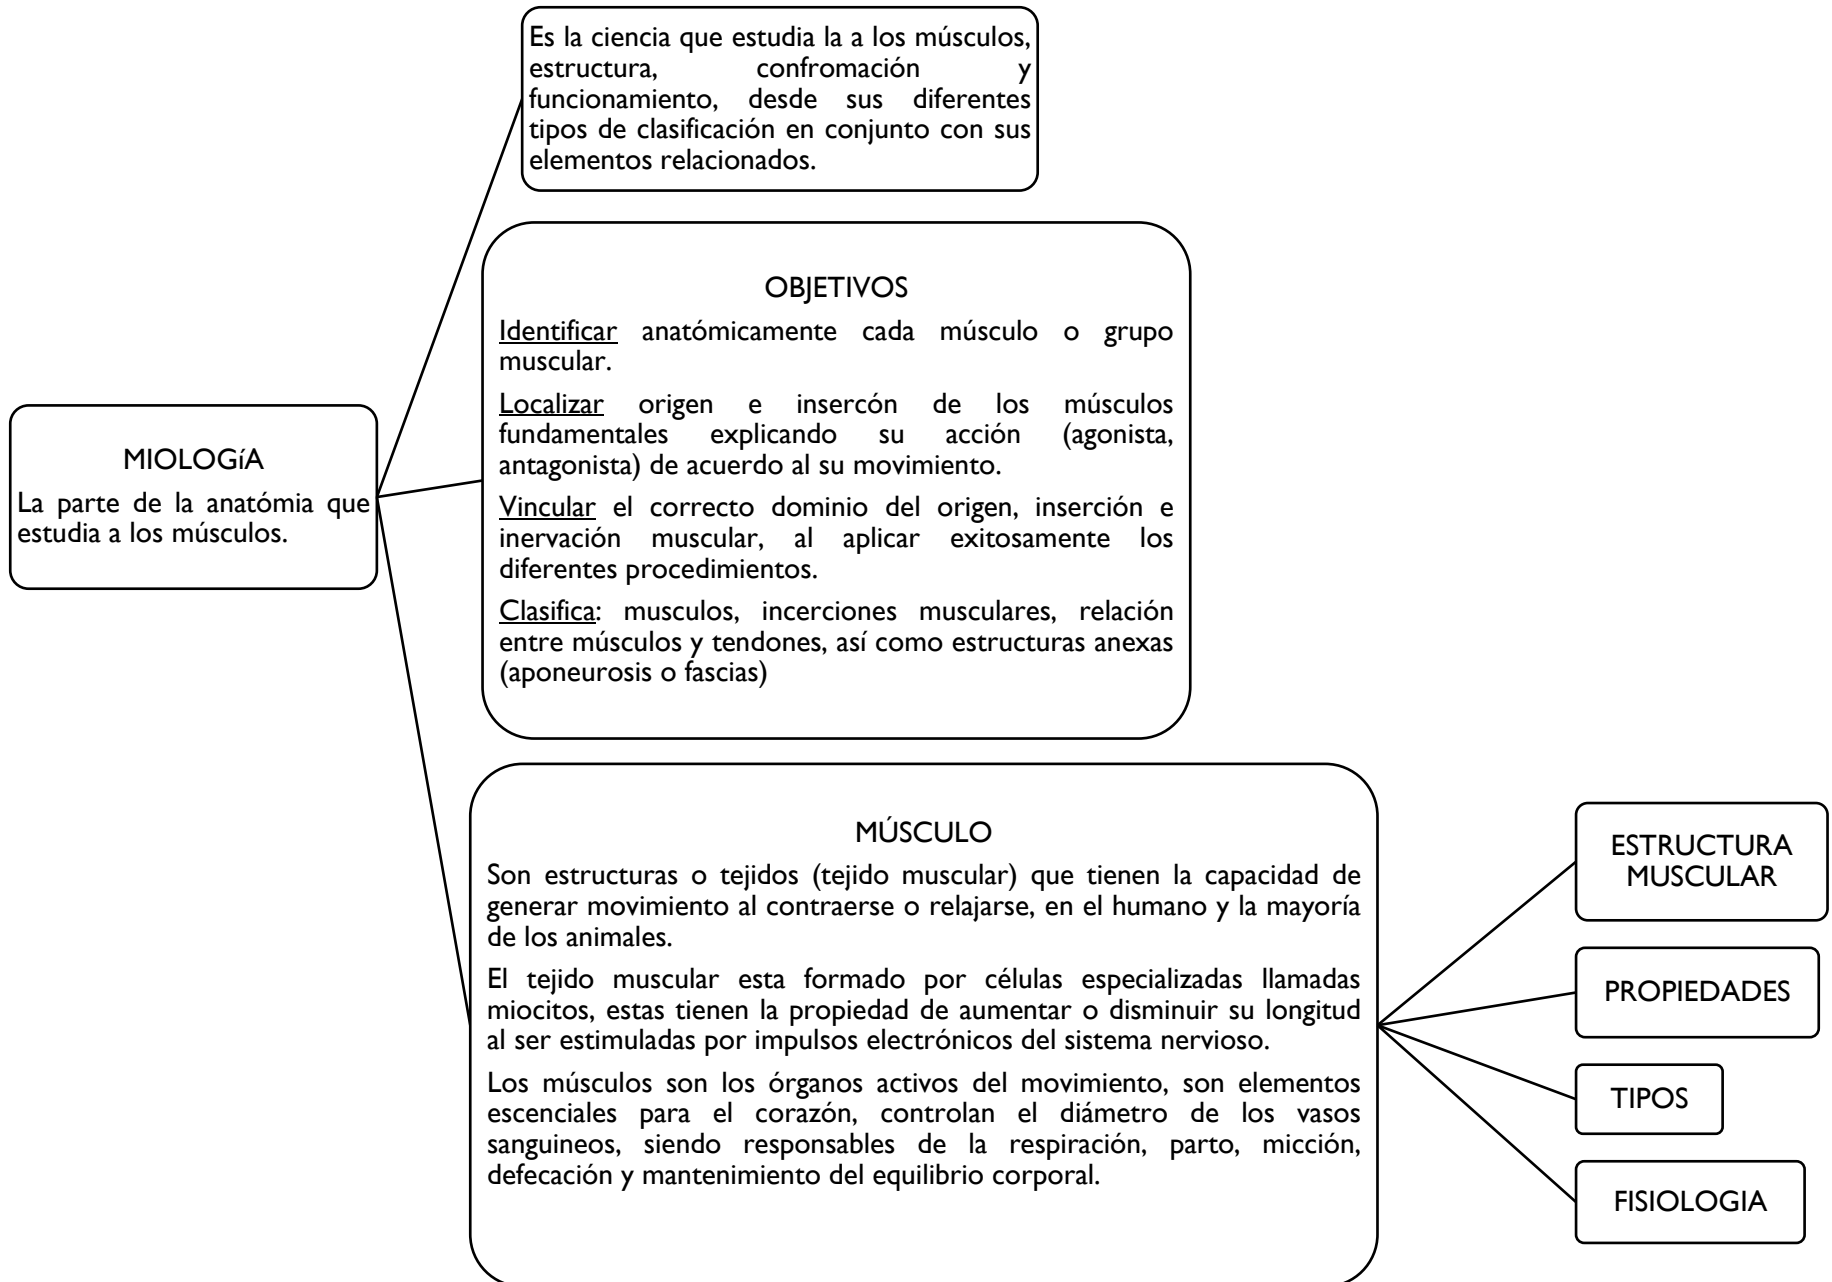 Es la ciencia que estudia la a los músculos,
estructura, confromación y
funcionamiento, desde sus diferentes
tipos de clasificación en conjunto con sus
elementos relacionados.
OBJETIVOS
Identificar anatómicamente cada músculo o grupo
muscular.
Localizar origen e insercón de los músculos
fundamentales explicando su acción (agonista,
antagonista) de acuerdo al su movimiento.
Vincular el correcto dominio del origen, inserción e
inervación muscular, al aplicar exitosamente los
diferentes procedimientos.
Clasifica: musculos, incerciones musculares, relación
entre músculos y tendones, así como estructuras anexas
(aponeurosis o fascias)
MIOLOGíA
La parte de la anatómia que
estudia a los músculos.
MÚSCULO
Son estructuras o tejidos (tejido muscular) que tienen la capacidad de
generar movimiento al contraerse o relajarse, en el humano y la mayoría
de los animales.
El tejido muscular esta formado por células especializadas llamadas
miocitos, estas tienen la propiedad de aumentar o disminuir su longitud
al ser estimuladas por impulsos electrónicos del sistema nervioso.
Los músculos son los órganos activos del movimiento, son elementos
escenciales para el corazón, controlan el diámetro de los vasos
sanguineos, siendo responsables de la respiración, parto, micción,
defecación y mantenimiento del equilibrio corporal.
ESTRUCTURA
MUSCULAR
PROPIEDADES
TIPOS
FISIOLOGIA